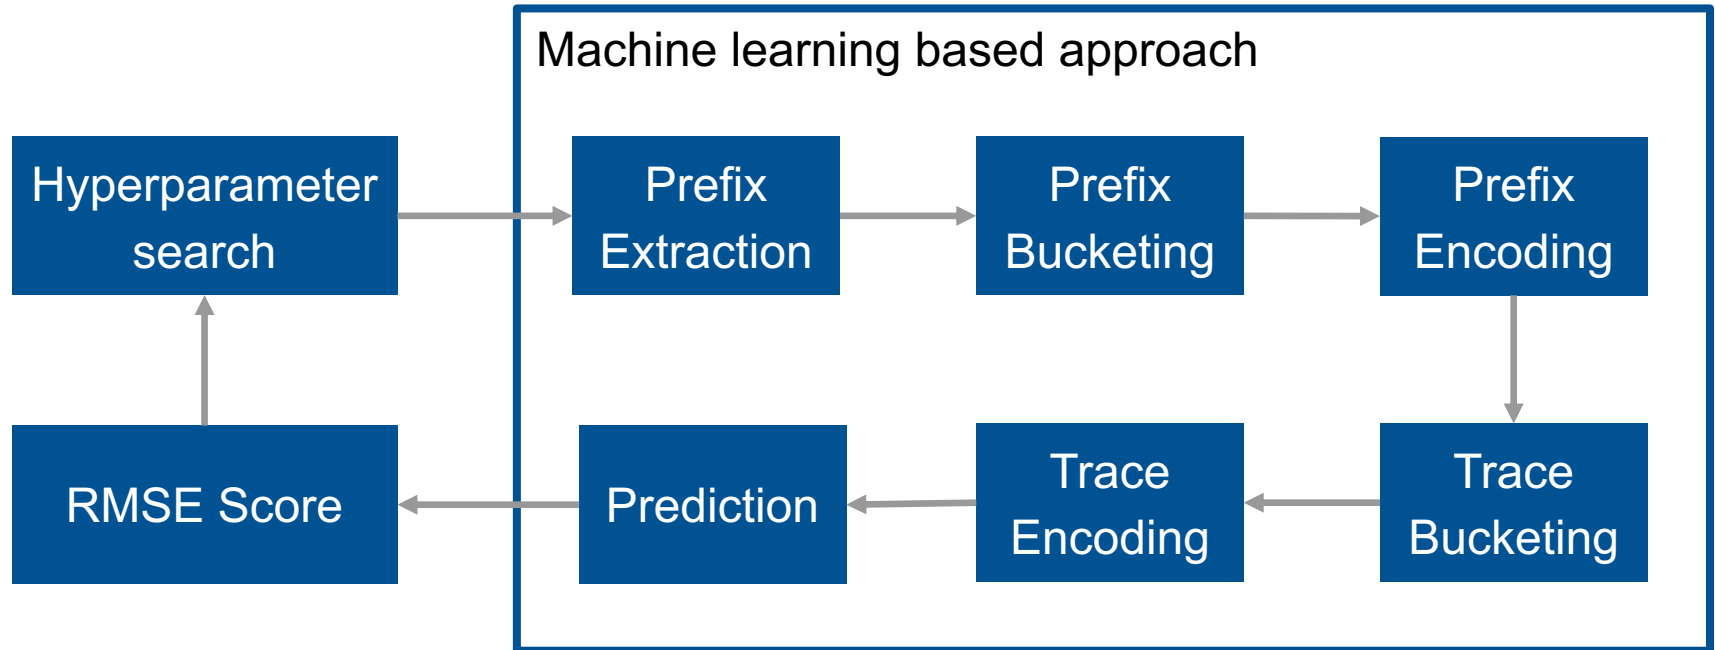 Machine learning based approach
Hyperparameter
search
Prefix
Extraction
Prefix
Bucketing
Prefix
Encoding
RMSE Score
Prediction
Trace
Encoding
Trace
Bucketing